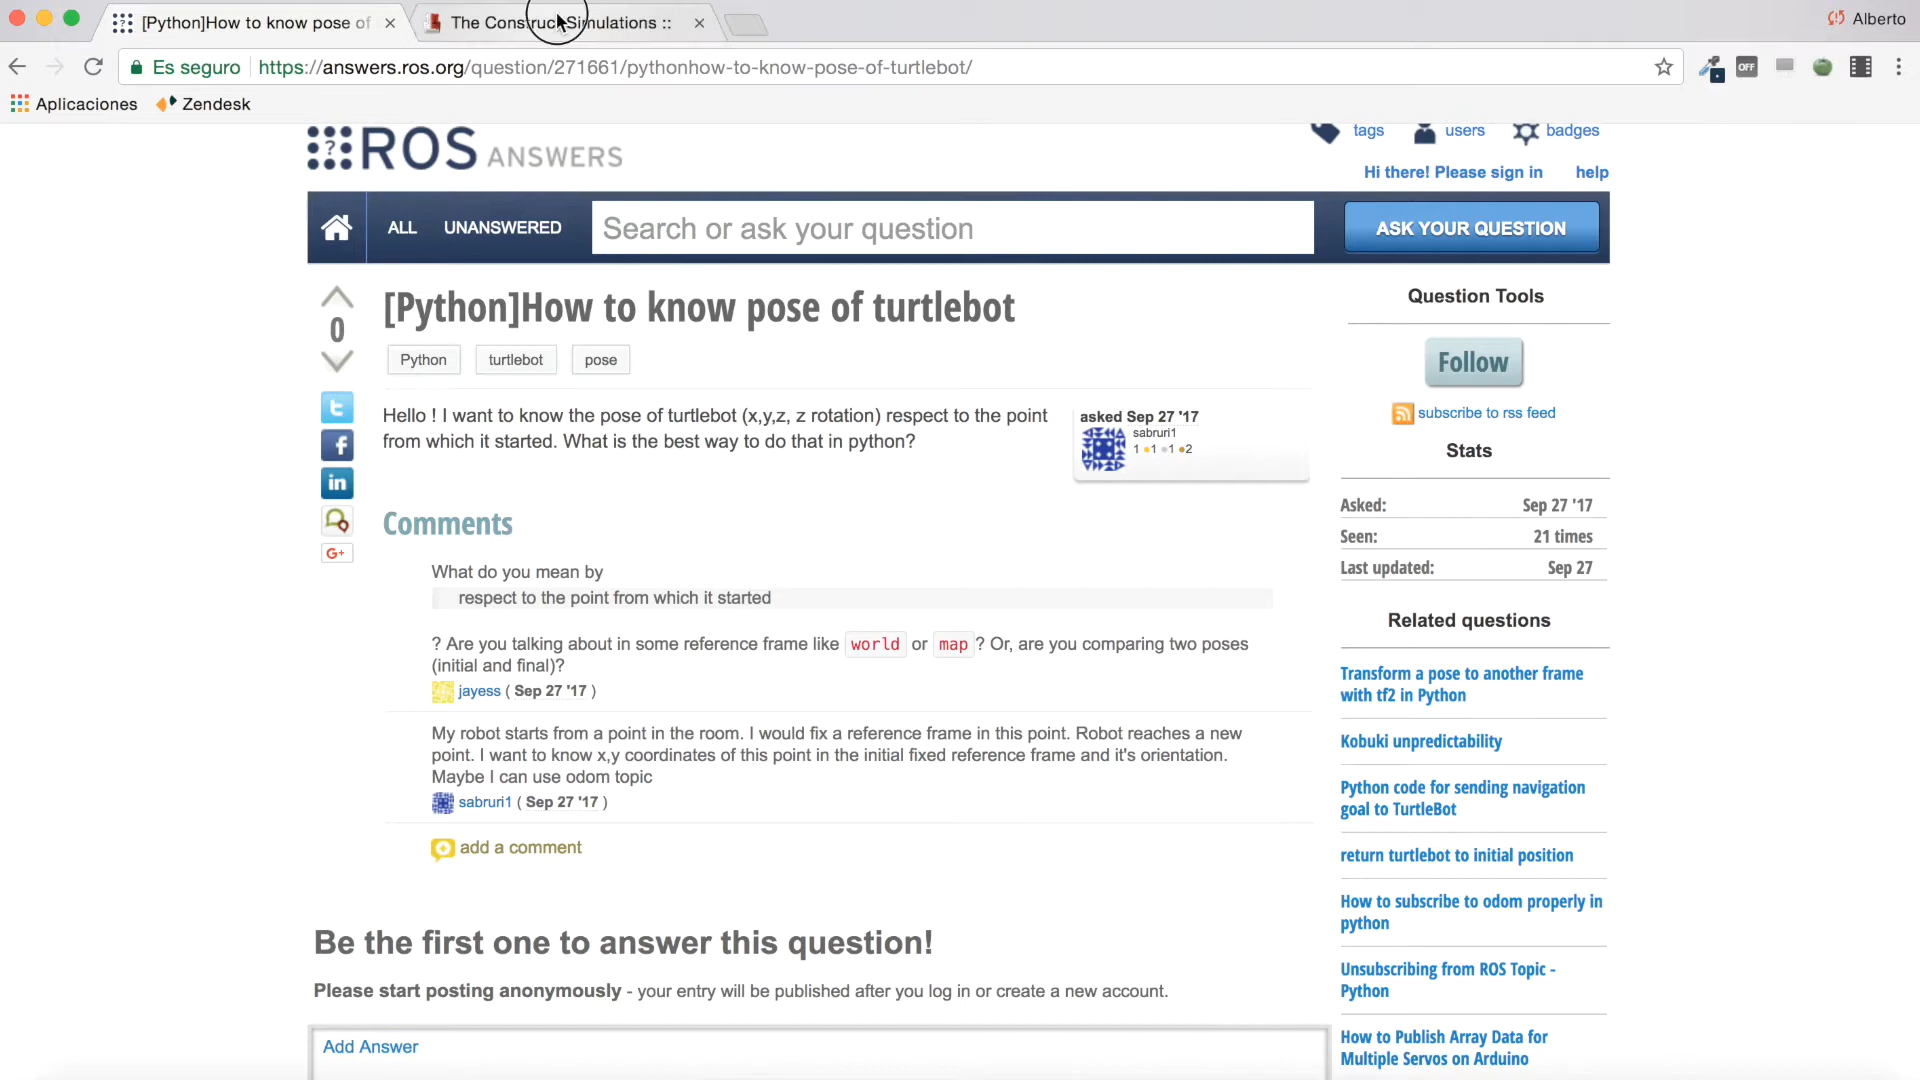 [Python]How to know pose of
The Construct Simulations ::
Alberto
Es seguro
https://answers.ros.org/question/271661/pythonhow-to-know-pose-of-turtlebot/
OFF
Aplicaciones
Zendesk
? ROS ANSWERS
tags
users
badges
Hi there! Please sign in
help
ALL
UNANSWERED
Search or ask your question
ASK YOUR QUESTION
0
[Python]How to know pose of turtlebot
Python
turtlebot
pose
Hello ! I want to know the pose of turtlebot (x,y,z, z rotation) respect to the point
from which it started. What is the best way to do that in python?
asked Sep 27 '17
sabruri1
1 ●1 ●1 ●2
f
in
G+
Comments
What do you mean by
respect to the point from which it started
? Are you talking about in some reference frame like world or map ? Or, are you comparing two poses
(initial and final)?
jayess ( Sep 27 '17 )
My robot starts from a point in the room. I would fix a reference frame in this point. Robot reaches a new
point. I want to know x,y coordinates of this point in the initial fixed reference frame and it's orientation.
Maybe I can use odom topic
sabruri1 ( Sep 27 '17 )
add a comment
Be the first one to answer this question!
Please start posting anonymously - your entry will be published after you log in or create a new account.
Add Answer
Question Tools
Follow
subscribe to rss feed
Stats
Asked: Sep 27 '17
Seen: 21 times
Last updated: Sep 27
Related questions
Transform a pose to another frame
with tf2 in Python
Kobuki unpredictability
Python code for sending navigation
goal to TurtleBot
return turtlebot to initial position
How to subscribe to odom properly in
python
Unsubscribing from ROS Topic -
Python
How to Publish Array Data for
Multiple Servos on Arduino